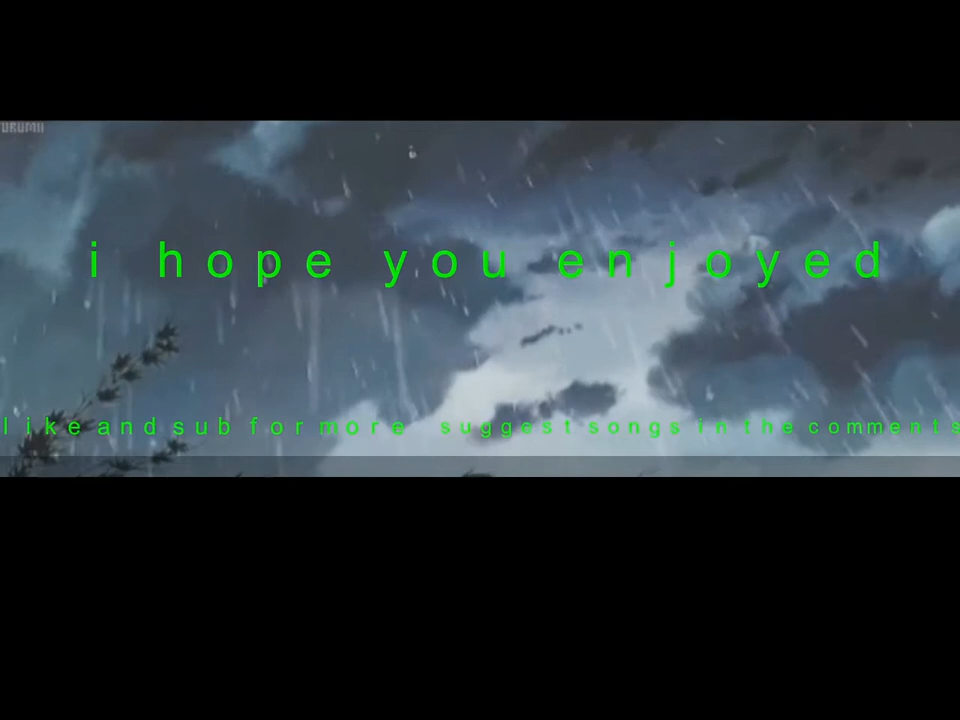 i hope you enjoyed
like and sub for more suggest songs in the comments